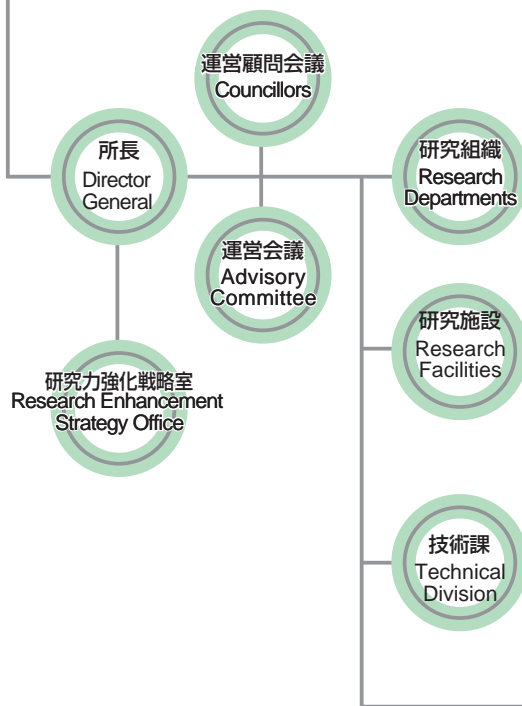 運営顧問会議
Councillors
所長
Director
General
研究組織
Research
Departments
運営会議
Advisory
Committee
研究施設
Research
Facilities
研究力強化戦略室
Research Enhancement
Strategy Office
技術課
Technical
Division